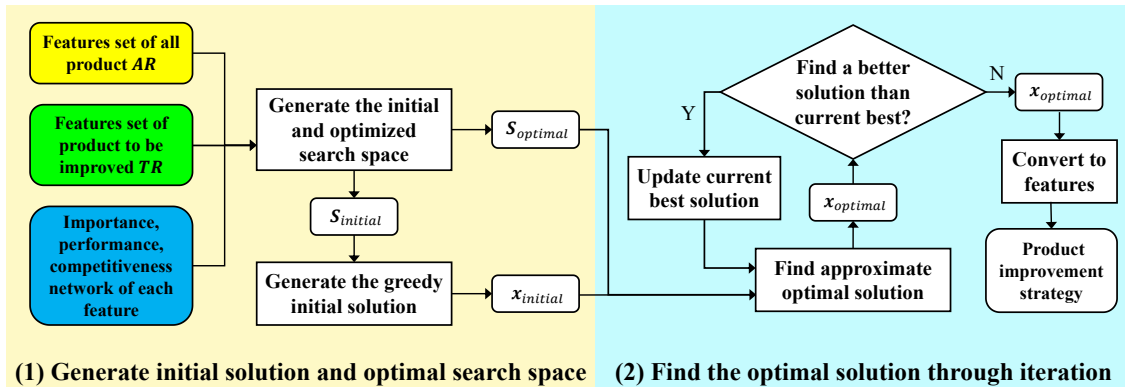 Features set of all
product AR
Features set of
product to be
improved TR
Importance,
performance,
competitiveness
network of each
feature
Generate the initial
and optimized
search space
S_optimal
S_initial
Generate the greedy
initial solution
x_initial
(1) Generate initial solution and optimal search space
Find a better
solution than
current best?
Y
N
Update current
best solution
x_optimal
Find approximate
optimal solution
x_optimal
Convert to
features
Product
improvement
strategy
(2) Find the optimal solution through iteration